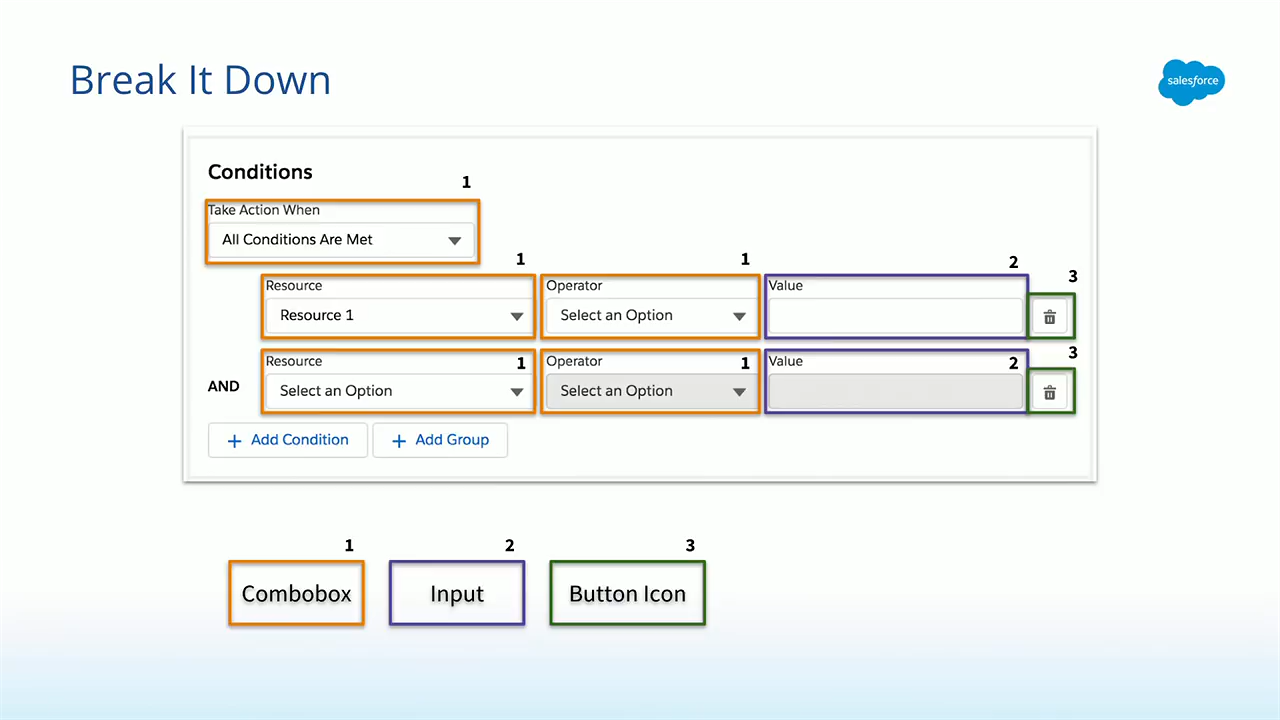 Break It Down
salesforce
Conditions
1
Take Action When
All Conditions Are Met
1 1 2 3
Resource Operator Value
Resource 1 Select an Option
3
Resource 1 Operator 1 Value 2
AND Select an Option Select an Option
+ Add Condition + Add Group
1 2 3
Combobox Input Button Icon